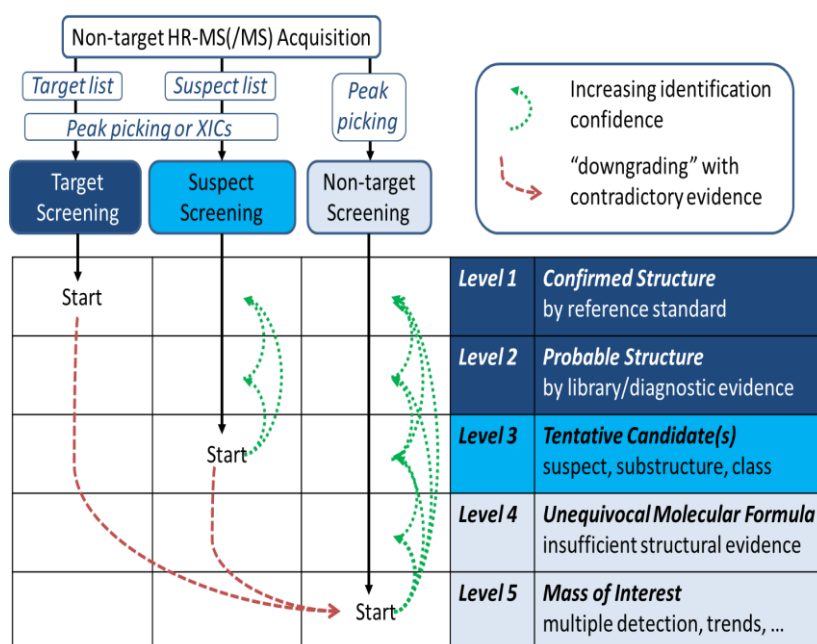 Non-target HR-MS(/MS) Acquisition
Target list
Suspect list
Peak
picking
Peak picking or XICs
Target
Screening
Suspect
Screening
Non-target
Screening
Increasing identification
confidence
“downgrading” with
contradictory evidence
Start
Level 1
Confirmed Structure
by reference standard
Level 2
Probable Structure
by library/diagnostic evidence
Start
Level 3
Tentative Candidate(s)
suspect, substructure, class
Level 4
Unequivocal Molecular Formula
insufficient structural evidence
Start
Level 5
Mass of Interest
multiple detection, trends, ...